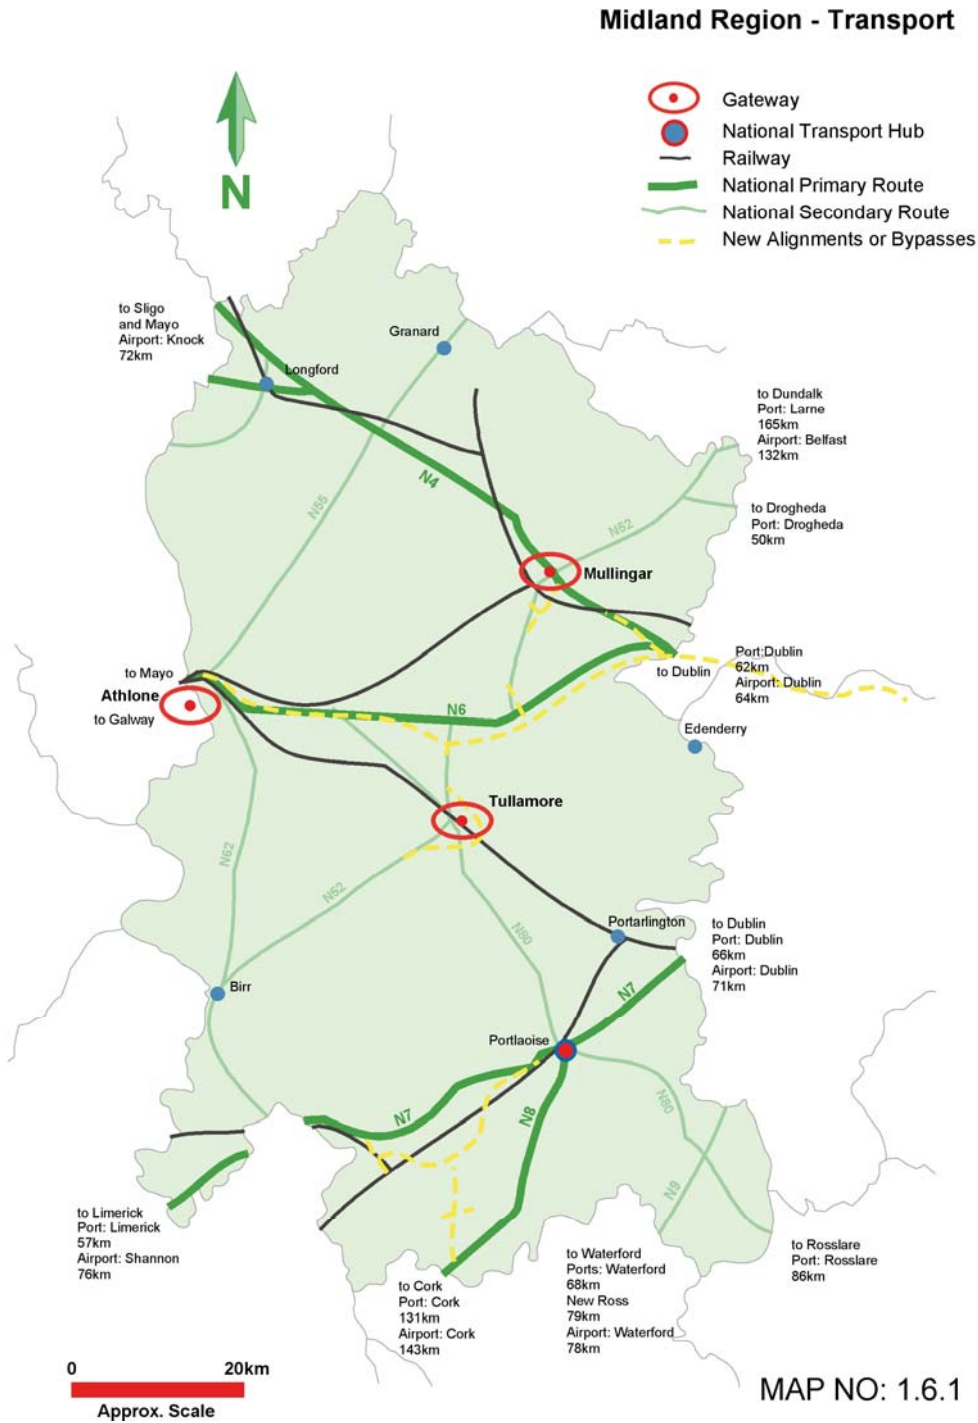 Midland Region - Transport
Gateway
National Transport Hub
Railway
National Primary Route
National Secondary Route
New Alignments or Bypasses
N
to Sligo
and Mayo
Airport: Knock
72km
Granard
Longford
to Dundalk
Port: Larne
165km
Airport: Belfast
132km
N4
N55
N52
to Drogheda
Port: Drogheda
50km
Mullingar
to Mayo
Athlone
to Galway
N6
to Dublin
Port:Dublin
62km
Airport: Dublin
64km
Edenderry
Tullamore
N62
N52
N80
Portarlington
to Dublin
Port: Dublin
66km
Airport: Dublin
71km
Birr
N7
Portlaoise
N7
N8
N80
N9
to Limerick
Port: Limerick
57km
Airport: Shannon
76km
to Cork
Port: Cork
131km
Airport: Cork
143km
to Waterford
Ports: Waterford
68km
New Ross
79km
Airport: Waterford
78km
to Rosslare
Port: Rosslare
86km
0 20km
Approx. Scale
MAP NO: 1.6.1